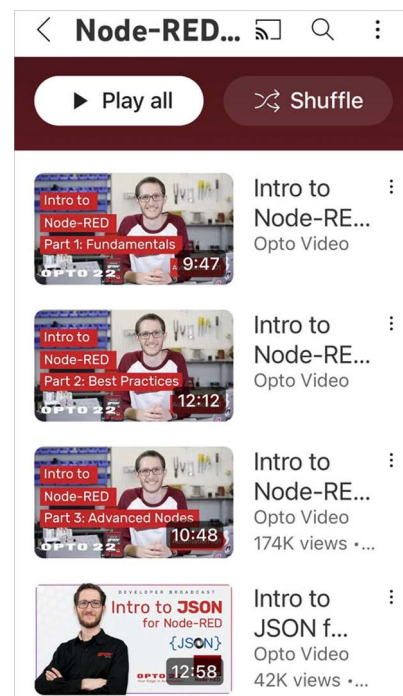 Node-RED...
Play all
Shuffle
Intro to
Node-RED
Part 1: Fundamentals
OPTO 22
9:47
Intro to
Node-RE...
Opto Video
Intro to
Node-RED
Part 2: Best Practices
OPTO 22
12:12
Intro to
Node-RE...
Opto Video
Intro to
Node-RED
Part 3: Advanced Nodes
OPTO 22
10:48
Intro to
Node-RE...
Opto Video
174K views •...
DEVELOPER BROADCAST
Intro to JSON
for Node-RED
{JSON}
OPTO 22
12:58
Intro to
JSON f...
Opto Video
42K views •...